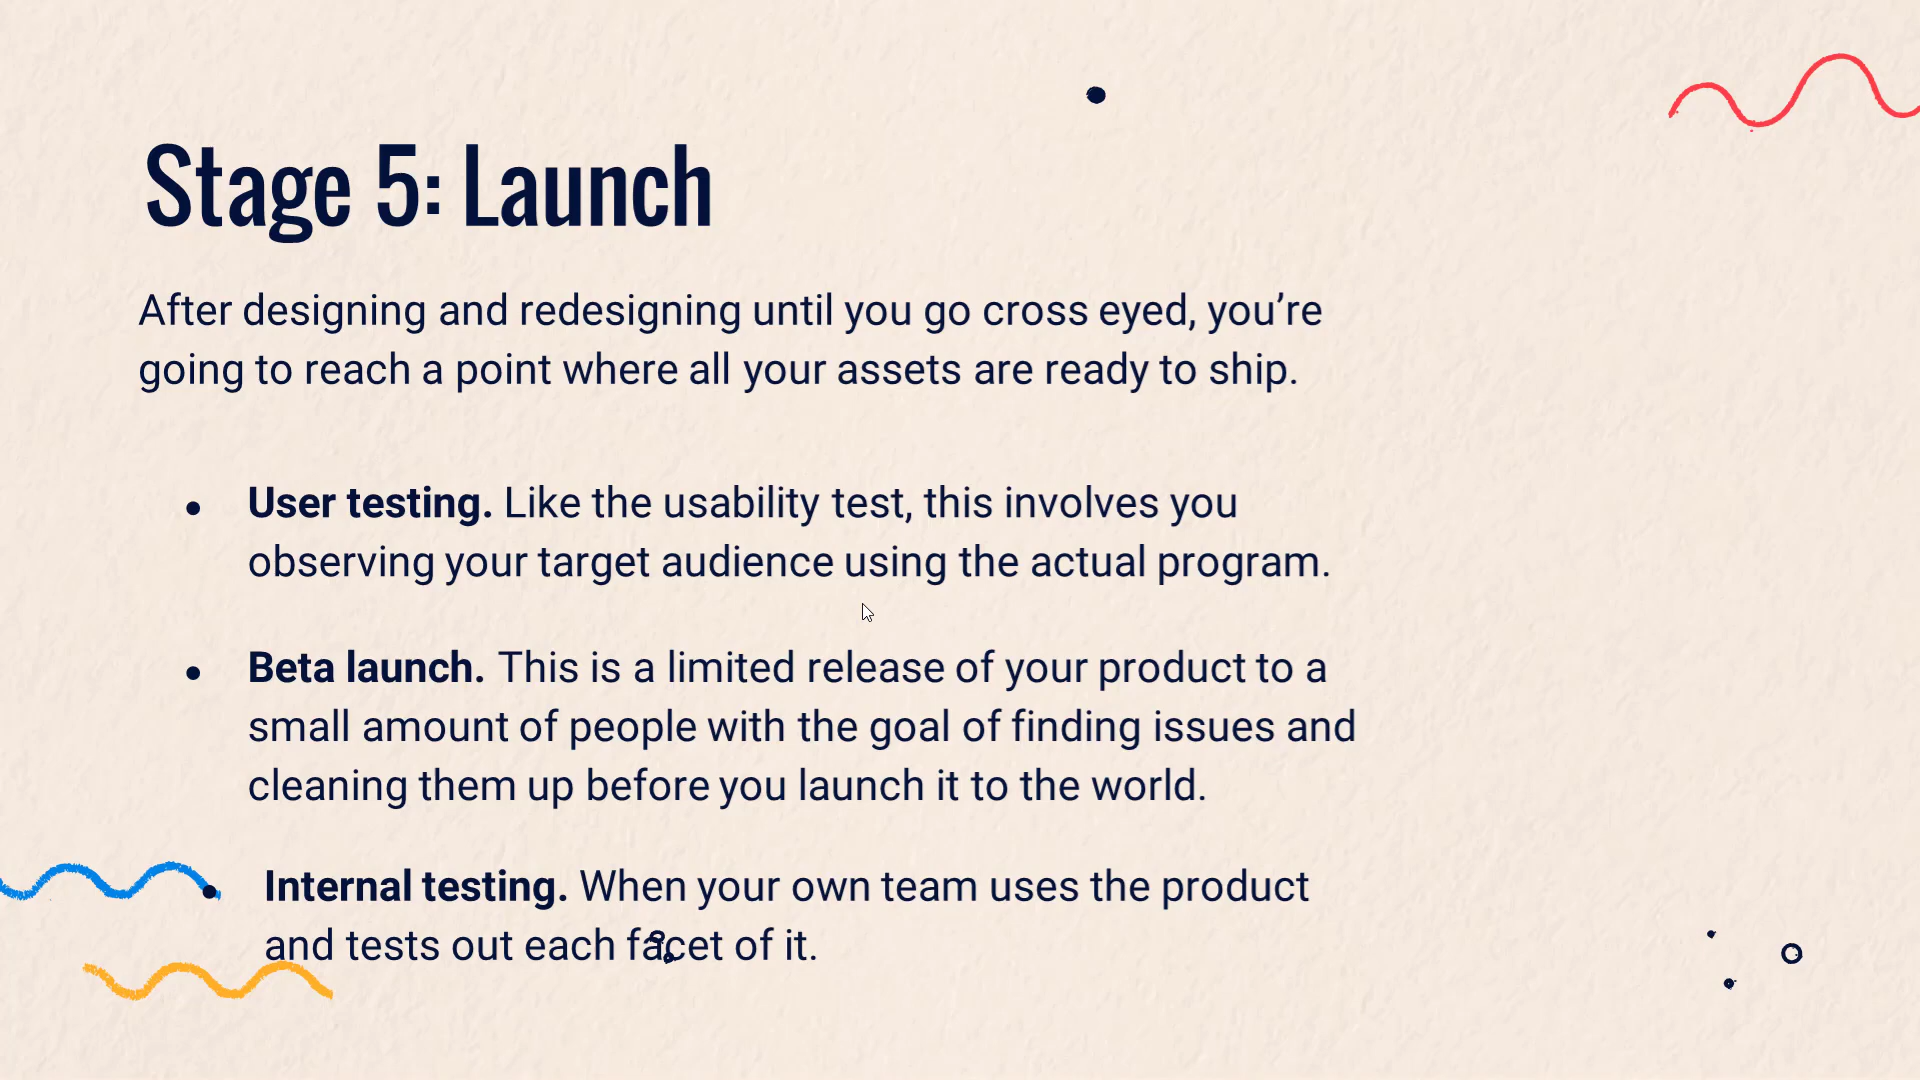 Stage 5: Launch
After designing and redesigning until you go cross eyed, you’re
going to reach a point where all your assets are ready to ship.
• User testing. Like the usability test, this involves you
observing your target audience using the actual program.
• Beta launch. This is a limited release of your product to a
small amount of people with the goal of finding issues and
cleaning them up before you launch it to the world.
• Internal testing. When your own team uses the product
and tests out each facet of it.